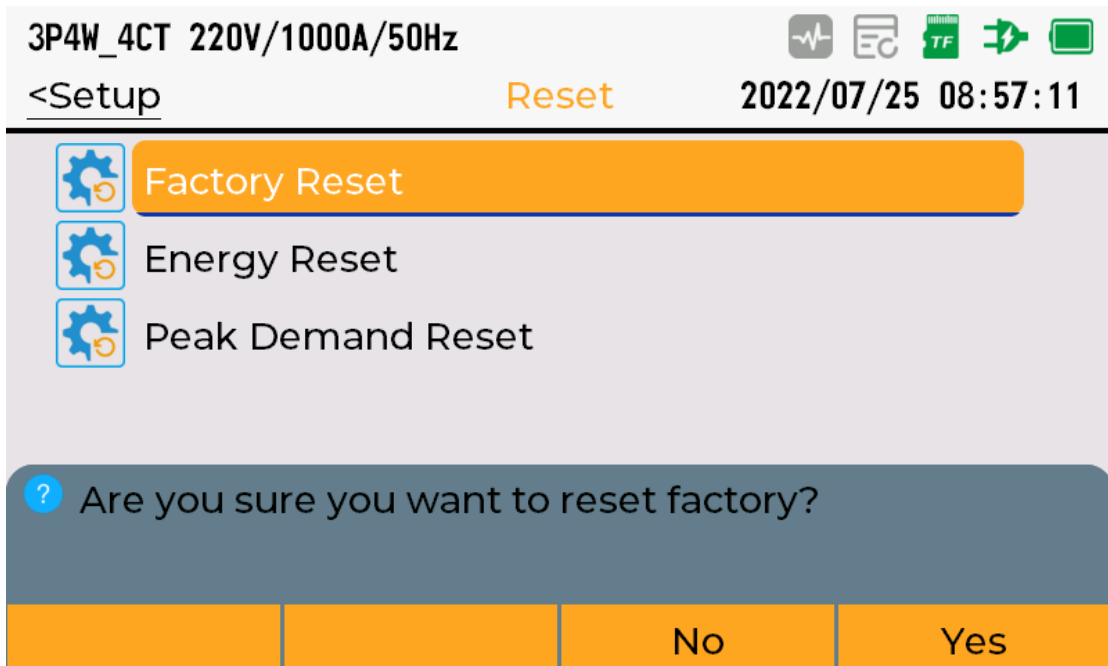 3P4W_4CT 220V/1000A/50Hz
TF
<Setup Reset 2022/07/25 08:57:11
Factory Reset
Energy Reset
Peak Demand Reset
? Are you sure you want to reset factory?
No Yes